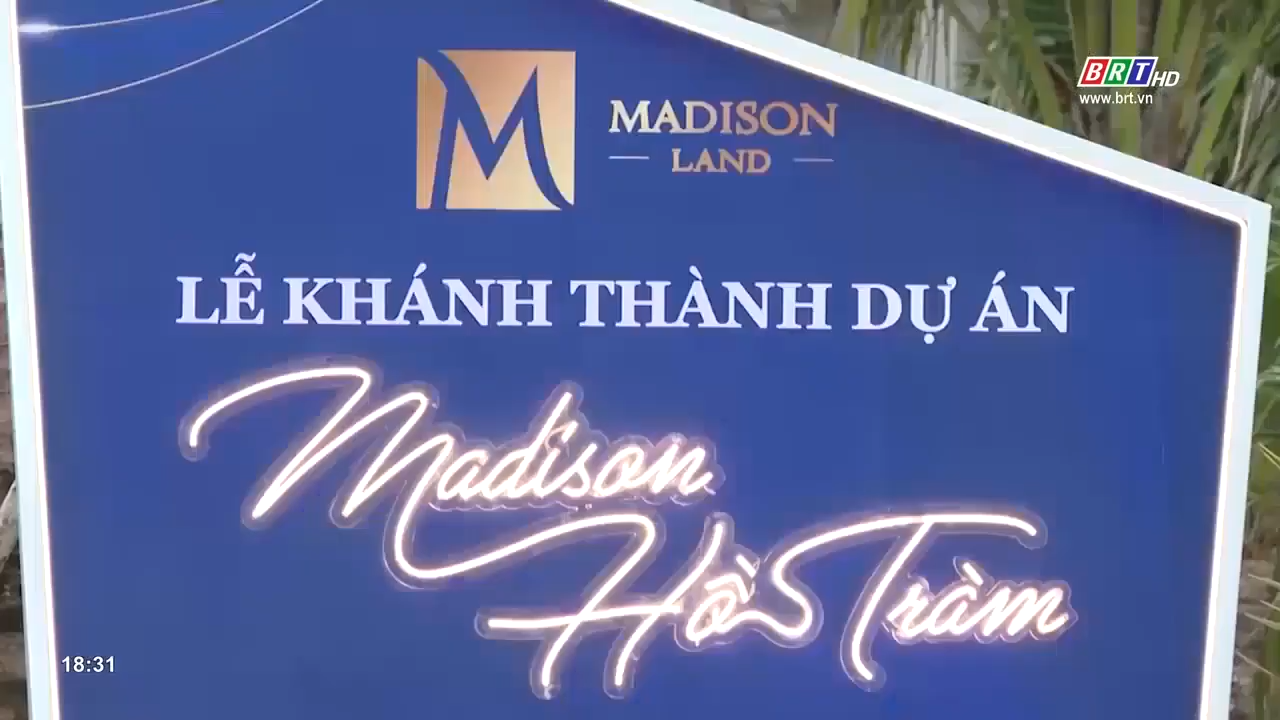 BRT HD
www.brt.vn
M
MADISON
LAND
LỄ KHÁNH THÀNH DỰ ÁN
Madison
Hồ Tràm
18:31